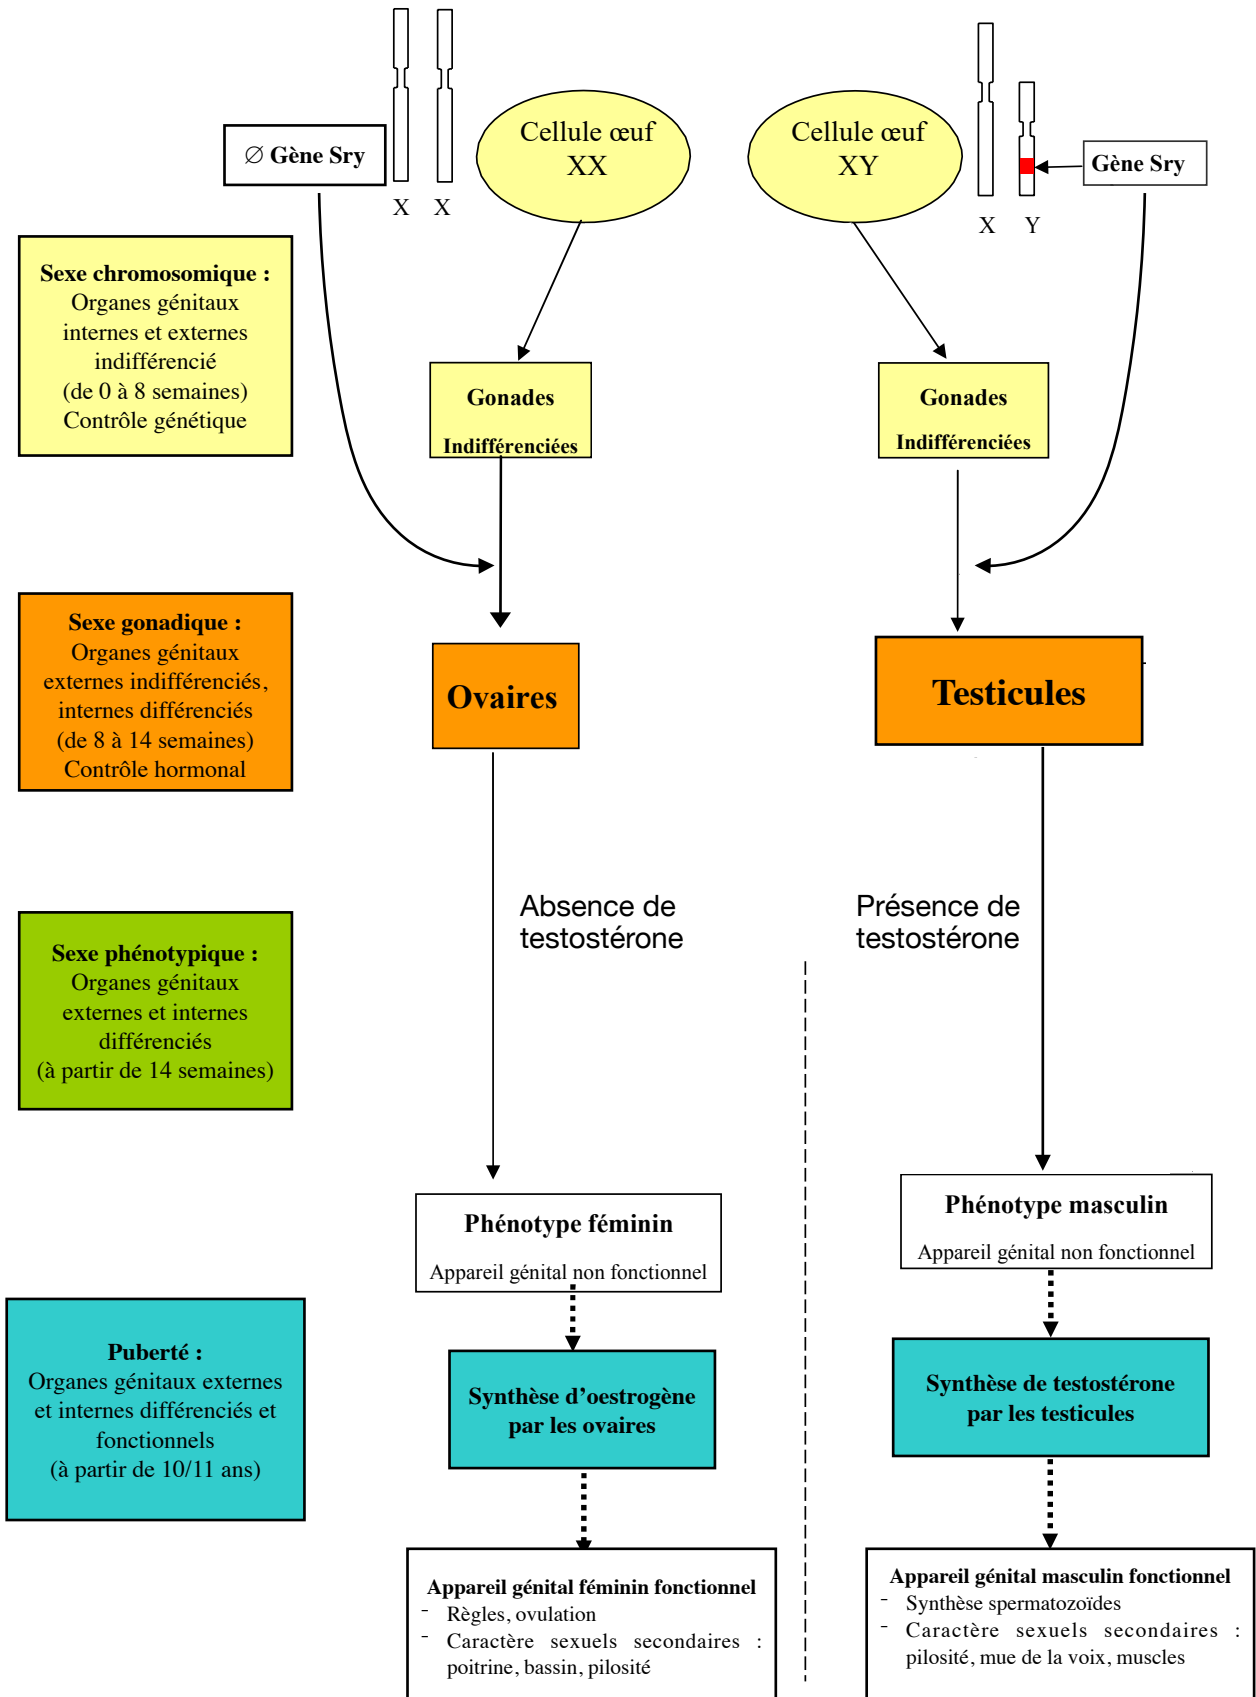 ∅ Gène Sry
X X
Cellule œuf
XX
Cellule œuf
XY
X Y
Gène Sry
Sexe chromosomique :
Organes génitaux
internes et externes
indifférencié
(de 0 à 8 semaines)
Contrôle génétique
Gonades
Indifférenciées
Gonades
Indifférenciées
Sexe gonadique :
Organes génitaux
externes indifférenciés,
internes différenciés
(de 8 à 14 semaines)
Contrôle hormonal
Ovaires
Testicules
Sexe phénotypique :
Organes génitaux
externes et internes
différenciés
(à partir de 14 semaines)
Absence de
testostérone
Présence de
testostérone
Phénotype féminin
Appareil génital non fonctionnel
Phénotype masculin
Appareil génital non fonctionnel
Puberté :
Organes génitaux externes
et internes différenciés et
fonctionnels
(à partir de 10/11 ans)
Synthèse d’oestrogène
par les ovaires
Synthèse de testostérone
par les testicules
Appareil génital féminin fonctionnel
- Règles, ovulation
- Caractère sexuels secondaires :
poitrine, bassin, pilosité
Appareil génital masculin fonctionnel
- Synthèse spermatozoïdes
- Caractère sexuels secondaires :
pilosité, mue de la voix, muscles